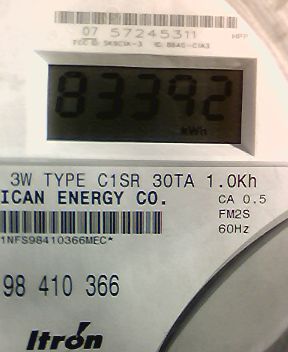 07 57245311
83392
kWh
3W TYPE C1SR 30TA 1.0Kh
ICAN ENERGY CO.
CA 0.5
FM2S
60Hz
1NFS98410366MEC*
98 410 366
Itron